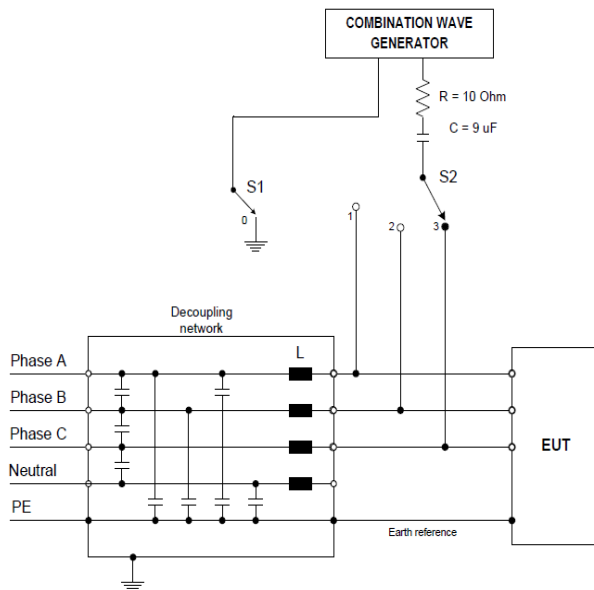 COMBINATION WAVE
GENERATOR
R = 10 Ohm
C = 9 uF
S1
S2
0
1
2
3
Decoupling
network
L
Phase A
Phase B
Phase C
Neutral
PE
EUT
Earth reference